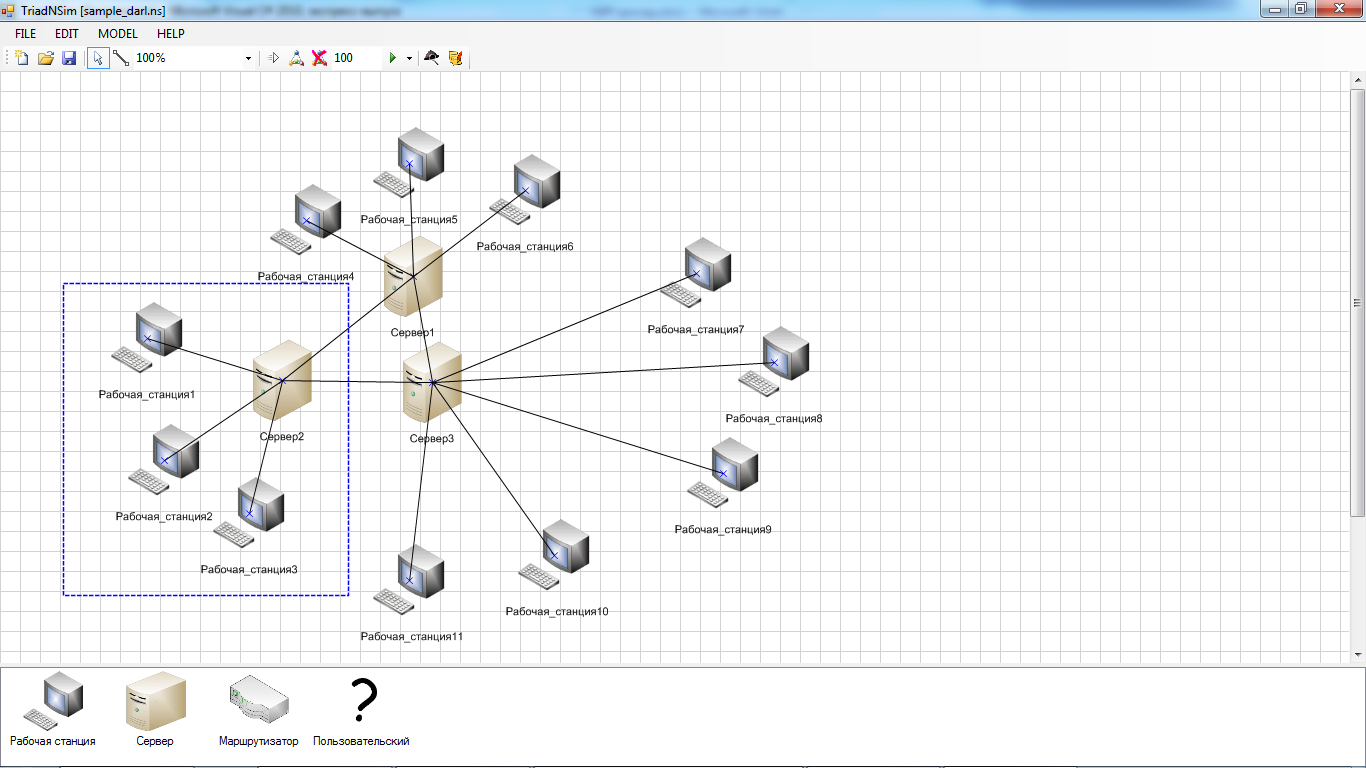 TriadNSim [sample_darl.ns]
FILE EDIT MODEL HELP
100% 100
Рабочая_станция5
Рабочая_станция6
Рабочая_станция4
Рабочая_станция7
Сервер1
Рабочая_станция1
Рабочая_станция8
Сервер2
Сервер3
Рабочая_станция2
Рабочая_станция9
Рабочая_станция3
Рабочая_станция10
Рабочая_станция11
Рабочая станция Сервер Маршрутизатор Пользовательский